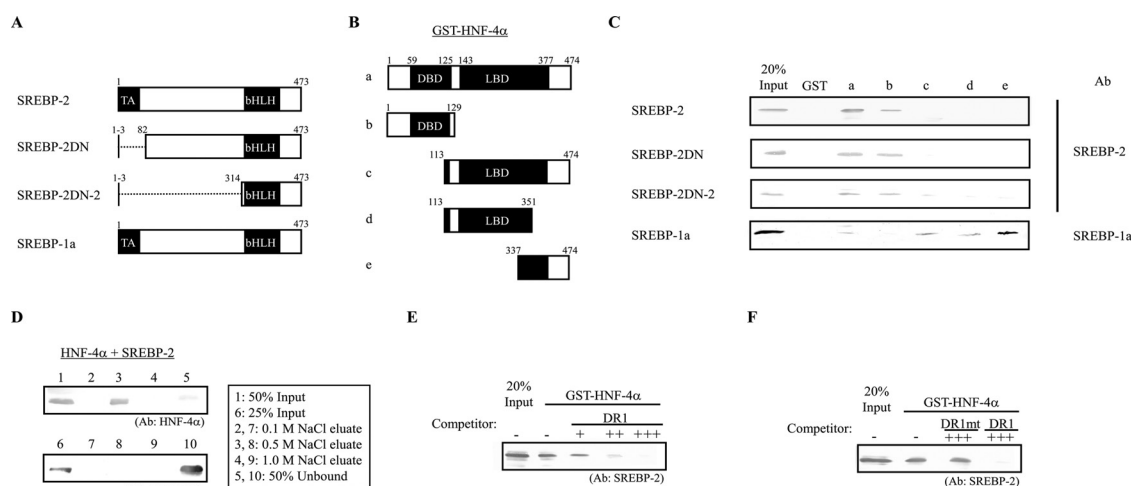 A
1 473
SREBP-2 TA bHLH
1-3 82 473
SREBP-2DN bHLH
1-3 314 473
SREBP-2DN-2 bHLH
1 473
SREBP-1a TA bHLH
B
GST-HNF-4α
1 59 125 143 377 474
a DBD LBD
1 129
b DBD
113 474
c LBD
113 351
d LBD
337 474
e
C
20%
Input GST a b c d e Ab
SREBP-2
SREBP-2DN
SREBP-2DN-2
SREBP-2
SREBP-1a SREBP-1a
D
HNF-4α + SREBP-2
1 2 3 4 5
(Ab: HNF-4α)
6 7 8 9 10
1: 50% Input
6: 25% Input
2, 7: 0.1 M NaCl eluate
3, 8: 0.5 M NaCl eluate
4, 9: 1.0 M NaCl eluate
5, 10: 50% Unbound
E
20%
Input GST-HNF-4α
Competitor: DR1
- - + ++ +++
(Ab: SREBP-2)
F
20%
Input GST-HNF-4α
Competitor: DR1mt DR1
- - +++ +++
(Ab: SREBP-2)